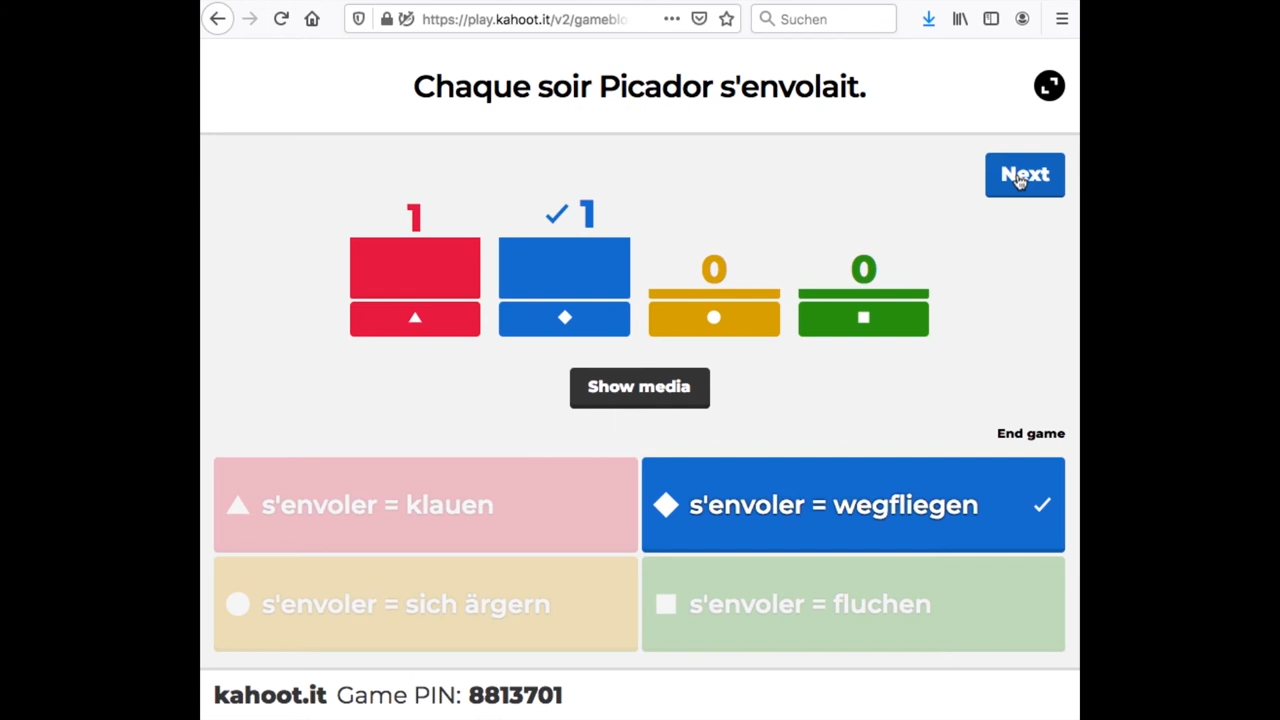 https://play.kahoot.it/v2/gameblo
Suchen
Chaque soir Picador s'envolait.
Next
1
1
0
0
Show media
End game
s'envoler = klauen
s'envoler = wegfliegen
s'envoler = sich ärgern
s'envoler = fluchen
kahoot.it Game PIN: 8813701